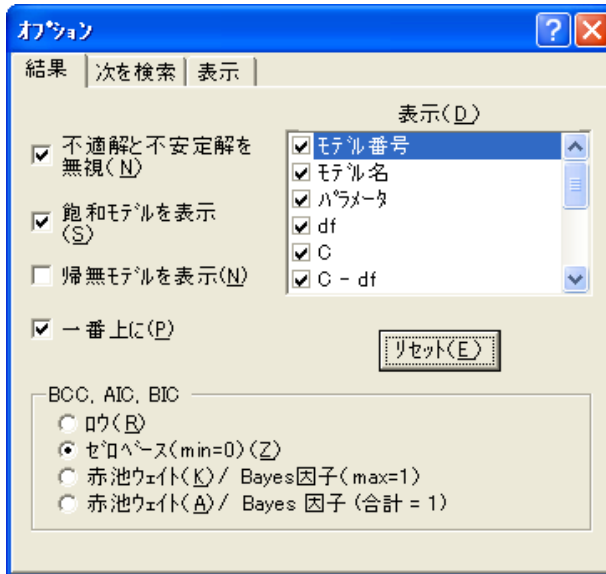 オプション
結果
次を検索
表示
表示(D)
不適解と不安定解を
無視(N)
飽和モデルを表示
(S)
帰無モデルを表示(N)
一番上に(P)
モデル番号
モデル名
パラメータ
df
C
C - df
リセット(E)
BCC, AIC, BIC
ロウ(R)
ゼロベース(min=0)(Z)
赤池ウェイト(K)/ Bayes因子(max=1)
赤池ウェイト(A)/ Bayes 因子 (合計 = 1)